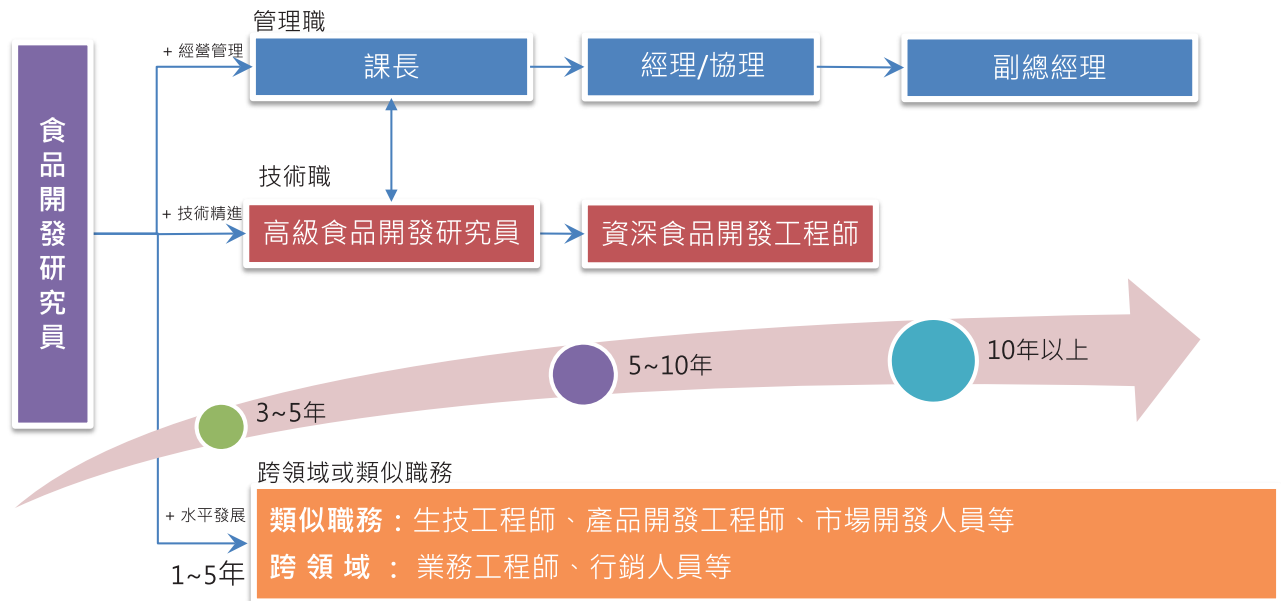 食品開發研究員
管理職
+ 經營管理
課長
經理/協理
副總經理
技術職
+ 技術精進
高級食品開發研究員
資深食品開發工程師
3~5年
5~10年
10年以上
跨領域或類似職務
+ 水平發展
1~5年
類似職務：生技工程師、產品開發工程師、市場開發人員等
跨 領 域 ： 業務工程師、行銷人員等